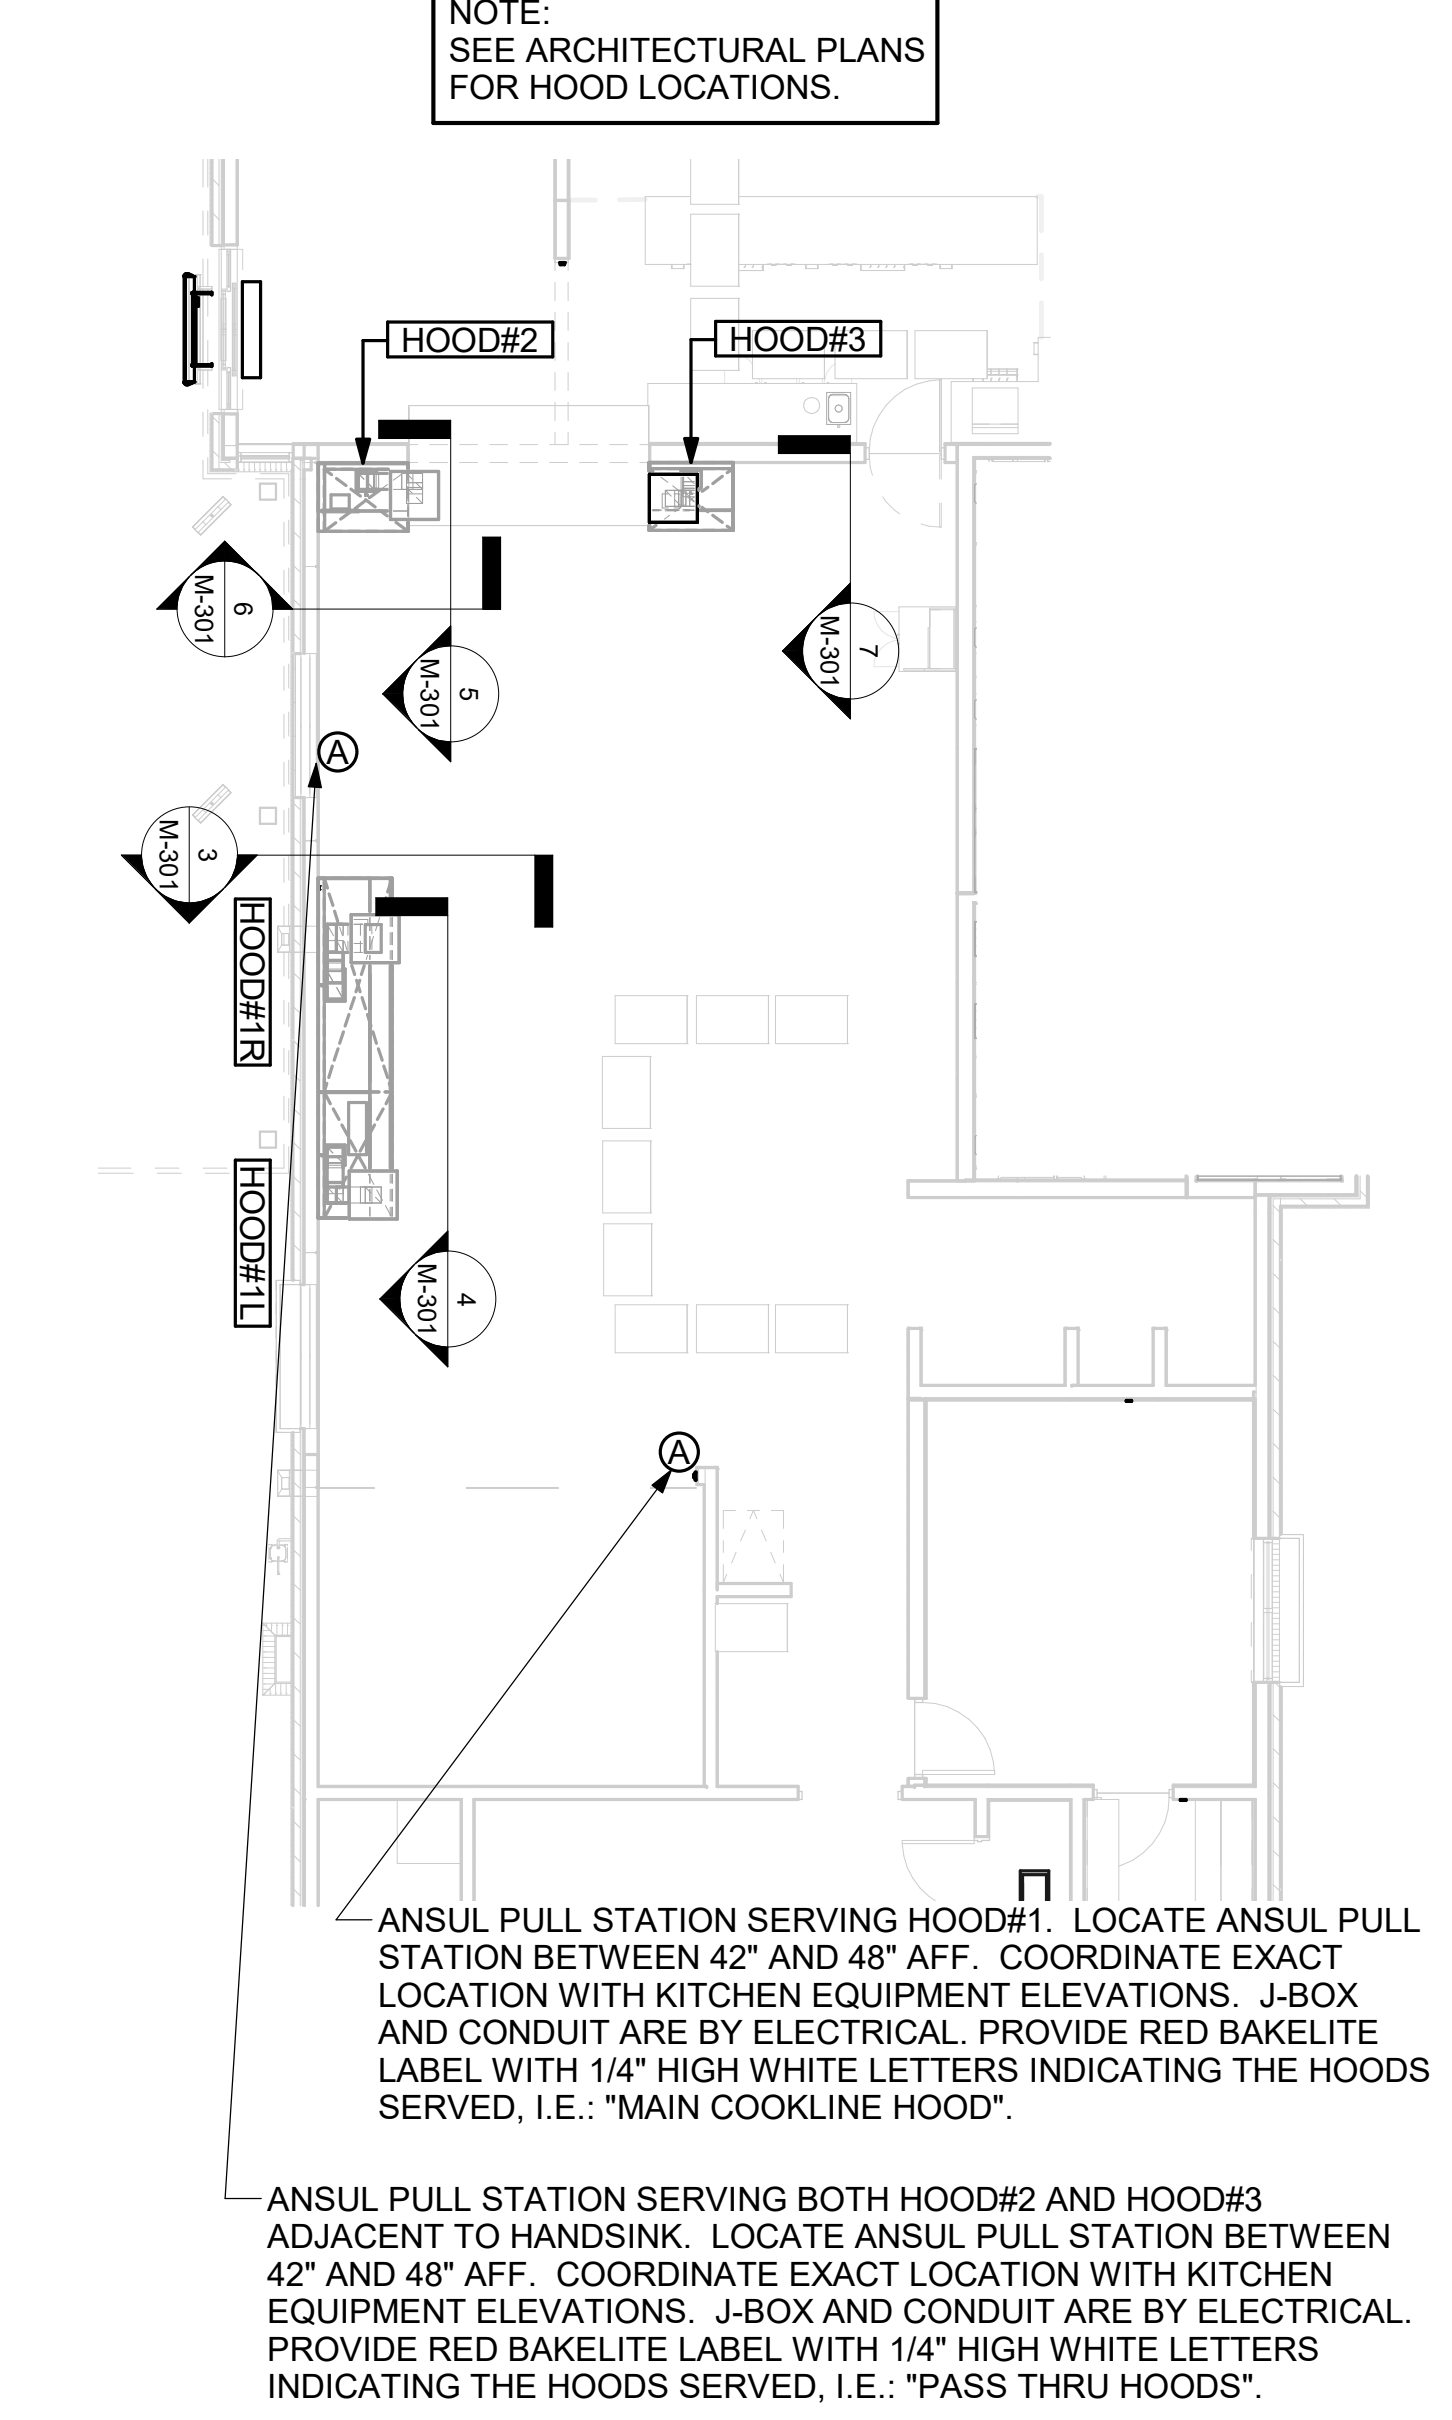 NOTE:
SEE ARCHITECTURAL PLANS
FOR HOOD LOCATIONS.
HOOD#2
HOOD#3
6
M-301
5
M-301
7
M-301
A
3
M-301
HOOD#1R
HOOD#1L
4
M-301
A
ANSUL PULL STATION SERVING HOOD#1. LOCATE ANSUL PULL
STATION BETWEEN 42" AND 48" AFF. COORDINATE EXACT
LOCATION WITH KITCHEN EQUIPMENT ELEVATIONS. J-BOX
AND CONDUIT ARE BY ELECTRICAL. PROVIDE RED BAKELITE
LABEL WITH 1/4" HIGH WHITE LETTERS INDICATING THE HOODS
SERVED, I.E.: "MAIN COOKLINE HOOD".
ANSUL PULL STATION SERVING BOTH HOOD#2 AND HOOD#3
ADJACENT TO HANDSINK. LOCATE ANSUL PULL STATION BETWEEN
42" AND 48" AFF. COORDINATE EXACT LOCATION WITH KITCHEN
EQUIPMENT ELEVATIONS. J-BOX AND CONDUIT ARE BY ELECTRICAL.
PROVIDE RED BAKELITE LABEL WITH 1/4" HIGH WHITE LETTERS
INDICATING THE HOODS SERVED, I.E.: "PASS THRU HOODS".